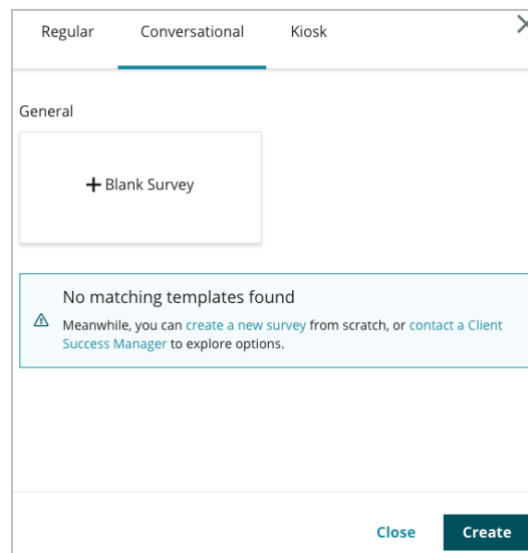 Regular Conversational Kiosk
General
+ Blank Survey
No matching templates found
Meanwhile, you can create a new survey from scratch, or contact a Client
Success Manager to explore options.
Close Create